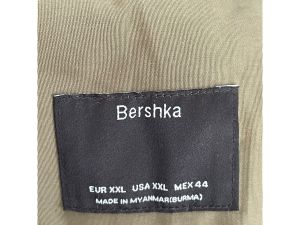 Bershka
EUR XXL USA XXL MEX 44
MADE IN MYANMAR(BURMA)